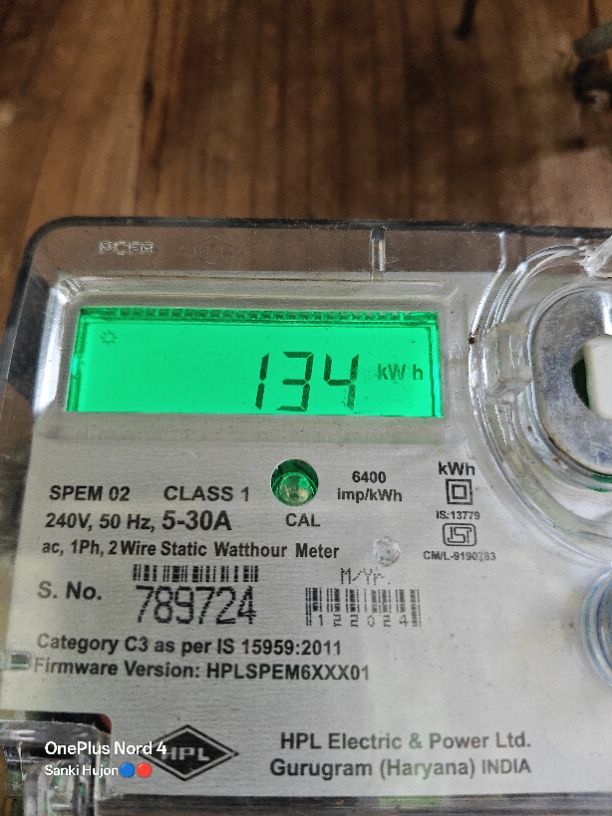 134 kWh
SPEM 02 CLASS 1
6400 imp/kWh
kWh
240V, 50 Hz, 5-30A
CAL
IS:13779
ISI
ac, 1Ph, 2 Wire Static Watthour Meter
CM/L-9190783
S. No. 789724
M/Yr.
122024
Category C3 as per IS 15959:2011
Firmware Version: HPLSPEM6XXX01
HPL
HPL Electric & Power Ltd.
Gurugram (Haryana) INDIA
OnePlus Nord 4
Sanki Hujon🔵🔴